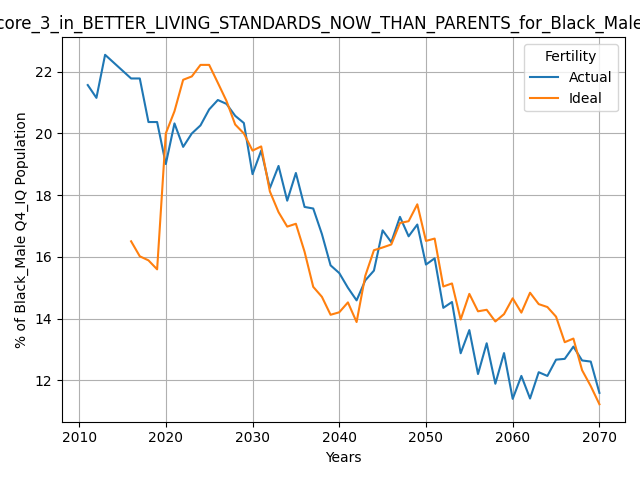 core_3_in_BETTER_LIVING_STANDARDS_NOW_THAN_PARENTS_for_Black_Male
Fertility
Actual
Ideal
% of Black_Male Q4_IQ Population
22
20
18
16
14
12
2010 2020 2030 2040 2050 2060 2070
Years